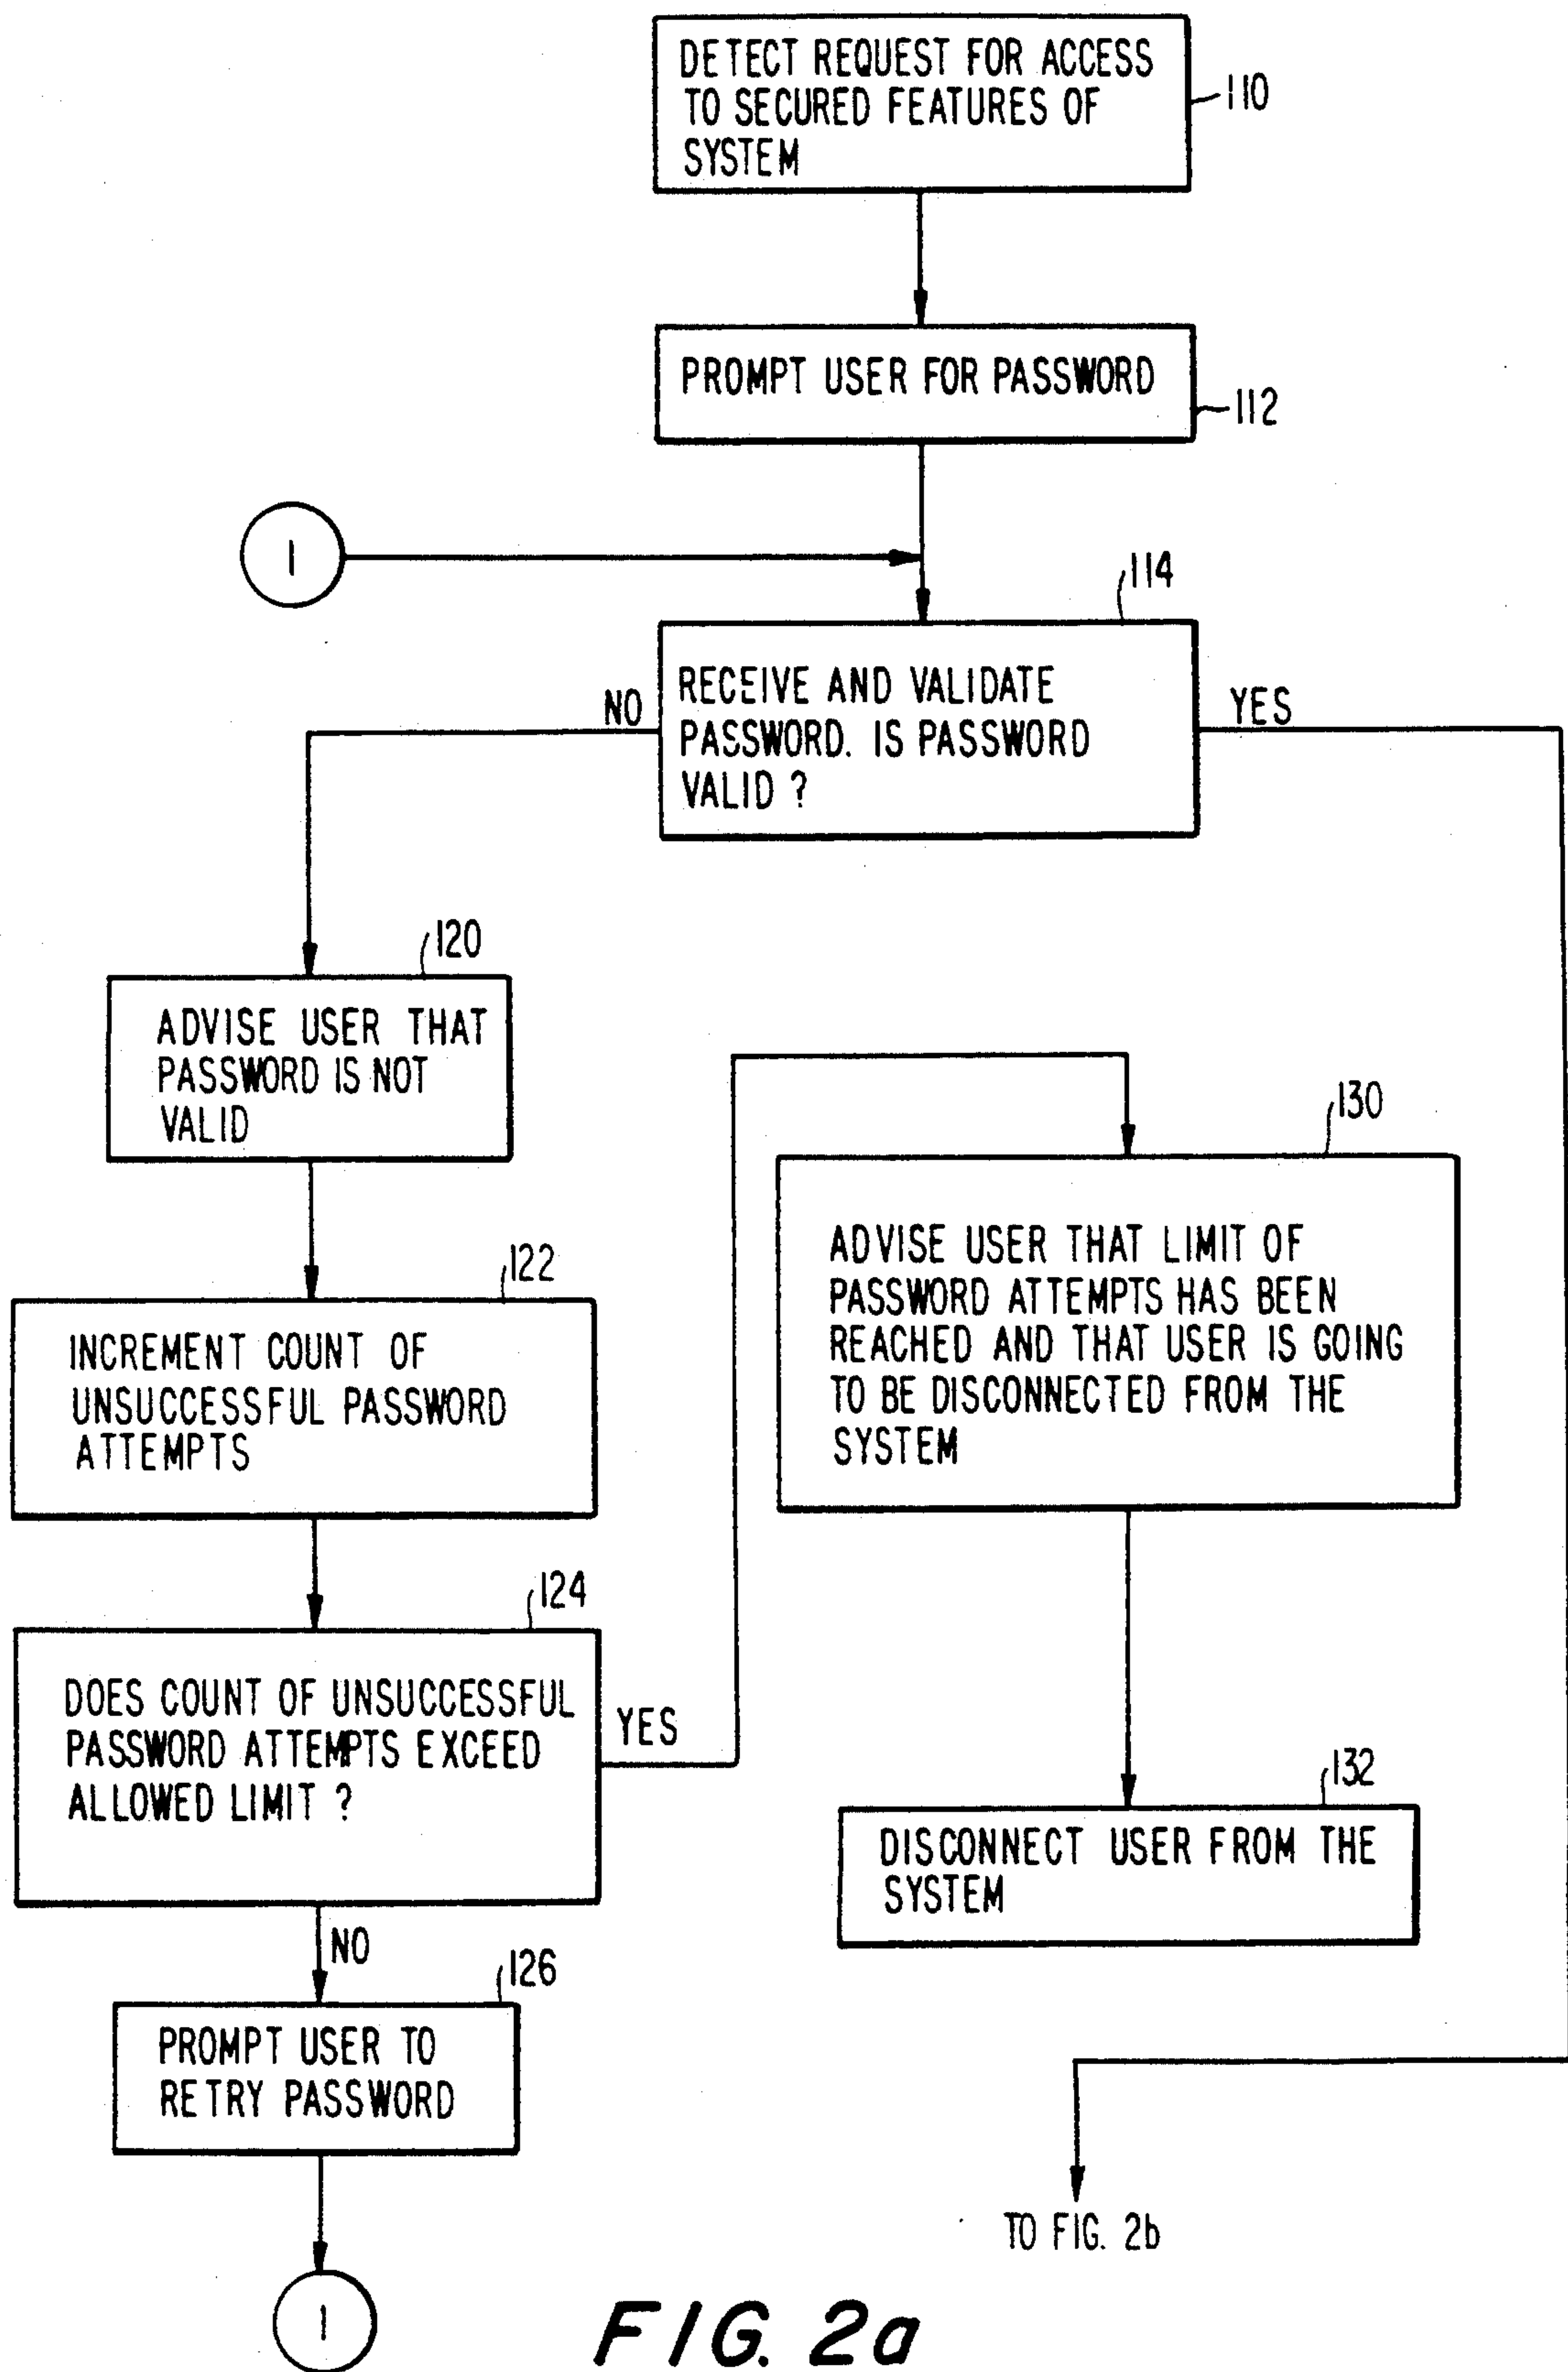 DETECT REQUEST FOR ACCESS
TO SECURED FEATURES OF
SYSTEM
110
PROMPT USER FOR PASSWORD
112
1
114
RECEIVE AND VALIDATE
PASSWORD. IS PASSWORD
VALID ?
NO
YES
120
ADVISE USER THAT
PASSWORD IS NOT
VALID
122
INCREMENT COUNT OF
UNSUCCESSFUL PASSWORD
ATTEMPTS
124
DOES COUNT OF UNSUCCESSFUL
PASSWORD ATTEMPTS EXCEED
ALLOWED LIMIT ?
YES
NO
130
ADVISE USER THAT LIMIT OF
PASSWORD ATTEMPTS HAS BEEN
REACHED AND THAT USER IS GOING
TO BE DISCONNECTED FROM THE
SYSTEM
132
DISCONNECT USER FROM THE
SYSTEM
126
PROMPT USER TO
RETRY PASSWORD
1
TO FIG. 2b
FIG. 2a